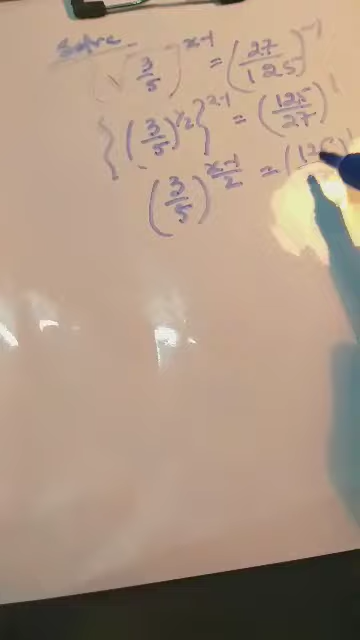 Solve
(√3/5)^x-1 = (27/125)^-1
{(3/5)^1/2}^x-1 = (125/27)^1
(3/5)^x-1/2 = (125